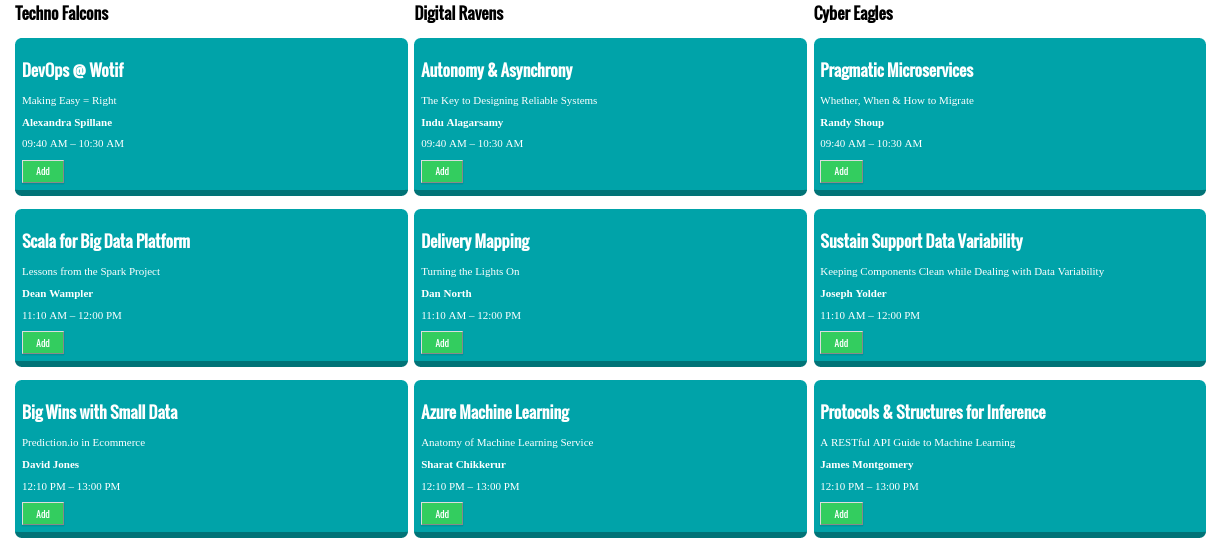 Techno Falcons
DevOps @ Wotif
Making Easy = Right
Alexandra Spillane
09:40 AM – 10:30 AM
Add
Scala for Big Data Platform
Lessons from the Spark Project
Dean Wampler
11:10 AM – 12:00 PM
Add
Big Wins with Small Data
Prediction.io in Ecommerce
David Jones
12:10 PM – 13:00 PM
Add
Digital Ravens
Autonomy & Asynchrony
The Key to Designing Reliable Systems
Indu Alagarsamy
09:40 AM – 10:30 AM
Add
Delivery Mapping
Turning the Lights On
Dan North
11:10 AM – 12:00 PM
Add
Azure Machine Learning
Anatomy of Machine Learning Service
Sharat Chikkerur
12:10 PM – 13:00 PM
Add
Cyber Eagles
Pragmatic Microservices
Whether, When & How to Migrate
Randy Shoup
09:40 AM – 10:30 AM
Add
Sustain Support Data Variability
Keeping Components Clean while Dealing with Data Variability
Joseph Yolder
11:10 AM – 12:00 PM
Add
Protocols & Structures for Inference
A RESTful API Guide to Machine Learning
James Montgomery
12:10 PM – 13:00 PM
Add